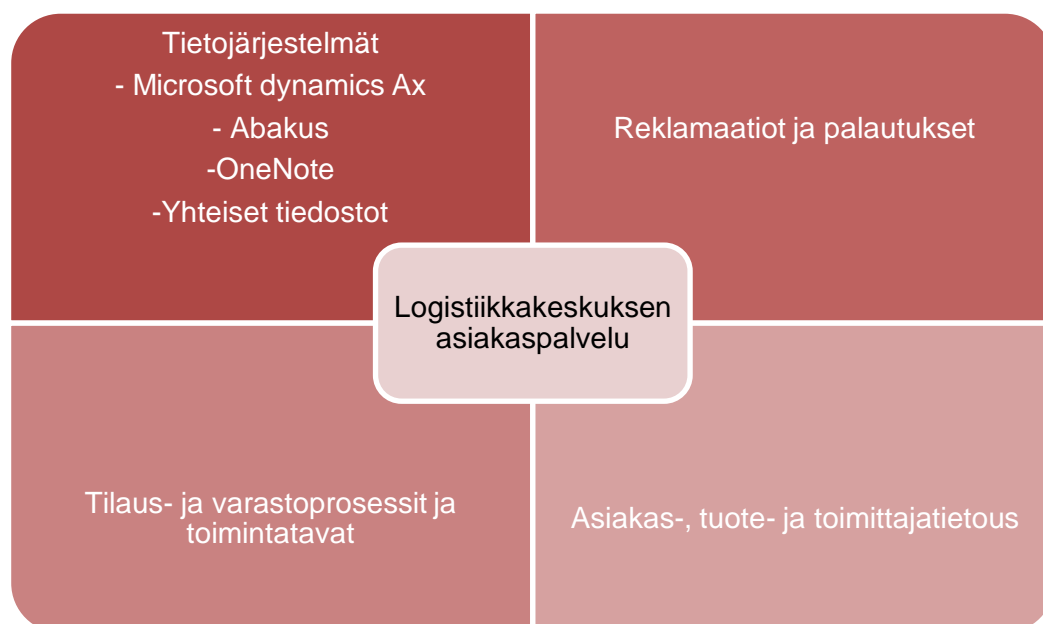 Tietojärjestelmät
- Microsoft dynamics Ax
- Abakus
-OneNote
-Yhteiset tiedostot
Reklamaatiot ja palautukset
Logistiikkakeskuksen
asiakaspalvelu
Tilaus- ja varastoprosessit ja
toimintatavat
Asiakas-, tuote- ja toimittajatietous